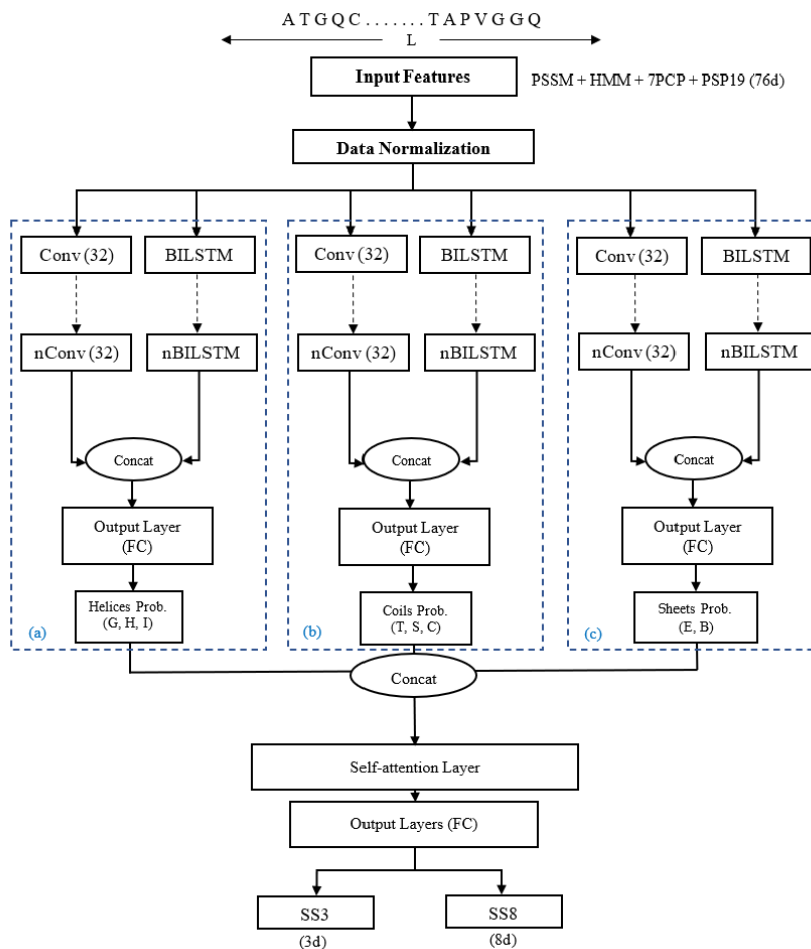 A T G Q C . . . . . . . T A P V G G Q
L
Input Features
PSSM + HMM + 7PCP + PSP19 (76d)
Data Normalization
Conv (32)
BILSTM
Conv (32)
BILSTM
Conv (32)
BILSTM
nConv (32)
nBILSTM
nConv (32)
nBILSTM
nConv (32)
nBILSTM
Concat
Concat
Concat
Output Layer
(FC)
Output Layer
(FC)
Output Layer
(FC)
Helices Prob.
(G, H, I)
Coils Prob.
(T, S, C)
Sheets Prob.
(E, B)
(a)
(b)
(c)
Concat
Self-attention Layer
Output Layers (FC)
SS3
SS8
(3d)
(8d)